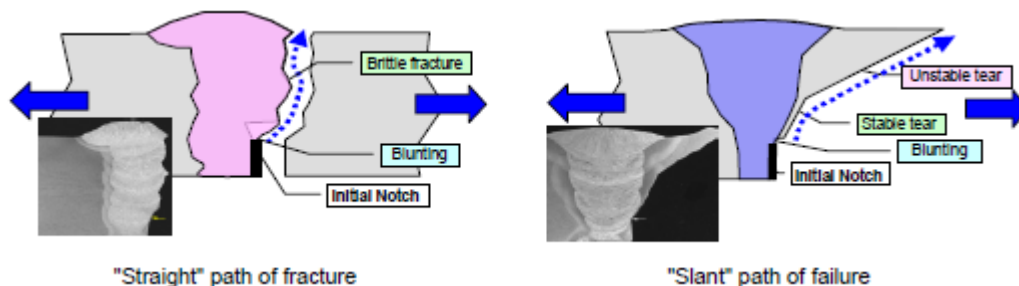 Brittle fracture
Blunting
Initial Notch
"Straight" path of fracture
Unstable tear
Stable tear
Blunting
Initial Notch
"Slant" path of failure